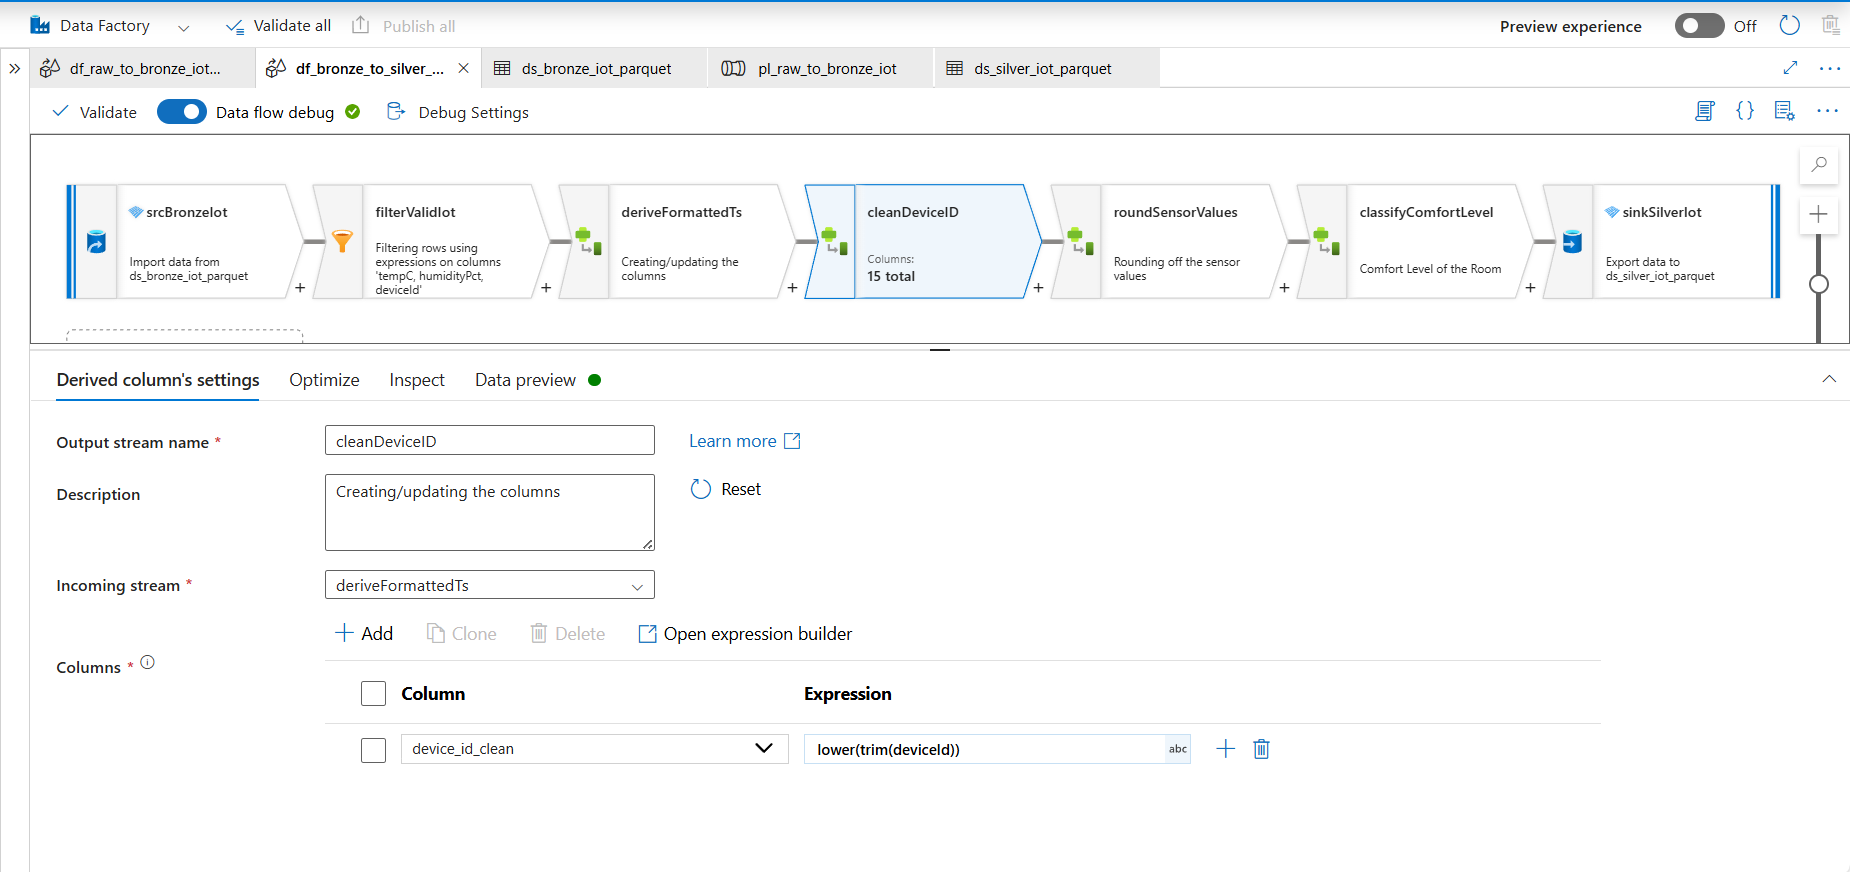 Data Factory
Validate all
Publish all
Preview experience
Off
df_raw_to_bronze_iot...
df_bronze_to_silver_...
ds_bronze_iot_parquet
pl_raw_to_bronze_iot
ds_silver_iot_parquet
Validate
Data flow debug
Debug Settings
srcBronzeIot
Import data from
ds_bronze_iot_parquet
filterValidIot
Filtering rows using
expressions on columns
'tempC, humidityPct,
deviceId'
deriveFormattedTs
Creating/updating the
columns
cleanDeviceID
Columns:
15 total
roundSensorValues
Rounding off the sensor
values
classifyComfortLevel
Comfort Level of the Room
sinkSilverIot
Export data to
ds_silver_iot_parquet
Derived column's settings
Optimize
Inspect
Data preview
Output stream name *
cleanDeviceID
Learn more
Description
Creating/updating the columns
Reset
Incoming stream *
deriveFormattedTs
Add
Clone
Delete
Open expression builder
Columns *
Column
Expression
device_id_clean
lower(trim(deviceId))
abc